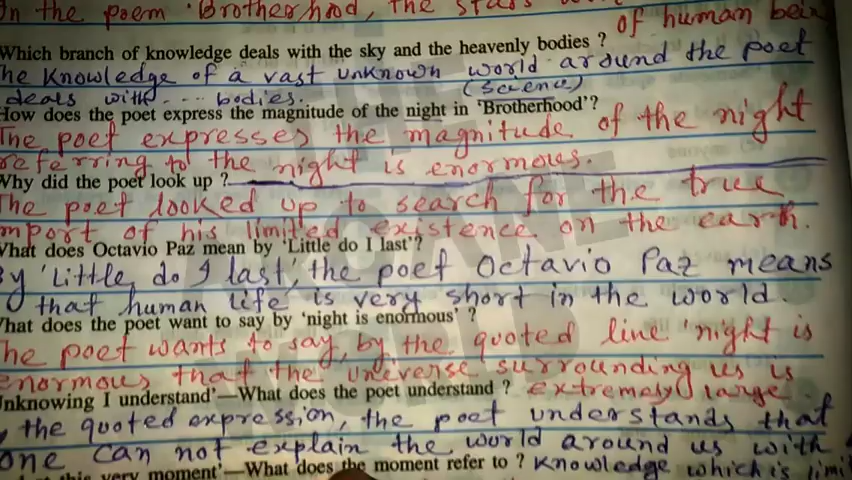 In the poem 'Brotherhood, the stars
of human bein
Which branch of knowledge deals with the sky and the heavenly bodies ?
he knowledge of a vast unknown world around the poet
deals with ... bodies. (Science)
How does the poet express the magnitude of the night in 'Brotherhood'?
The poet expresses the magnitude of the night
referring to the night is enormous.
Why did the poet look up ?
The poet looked up to search for the true
import of his limited existence on the earth.
What does Octavio Paz mean by 'Little do I last'?
By 'Little do I last', the poet Octavio Paz means
that human life is very short in the world.
What does the poet want to say by 'night is enormous' ?
The poet wants to say, by the quoted line 'night is
enormous that the universe surrounding us is
extremely large
Unknowing I understand'—What does the poet understand ?
the quoted expression, the poet understands that
one can not explain the world around us with
this very moment'—What does the moment refer to ? knowledge which is limi